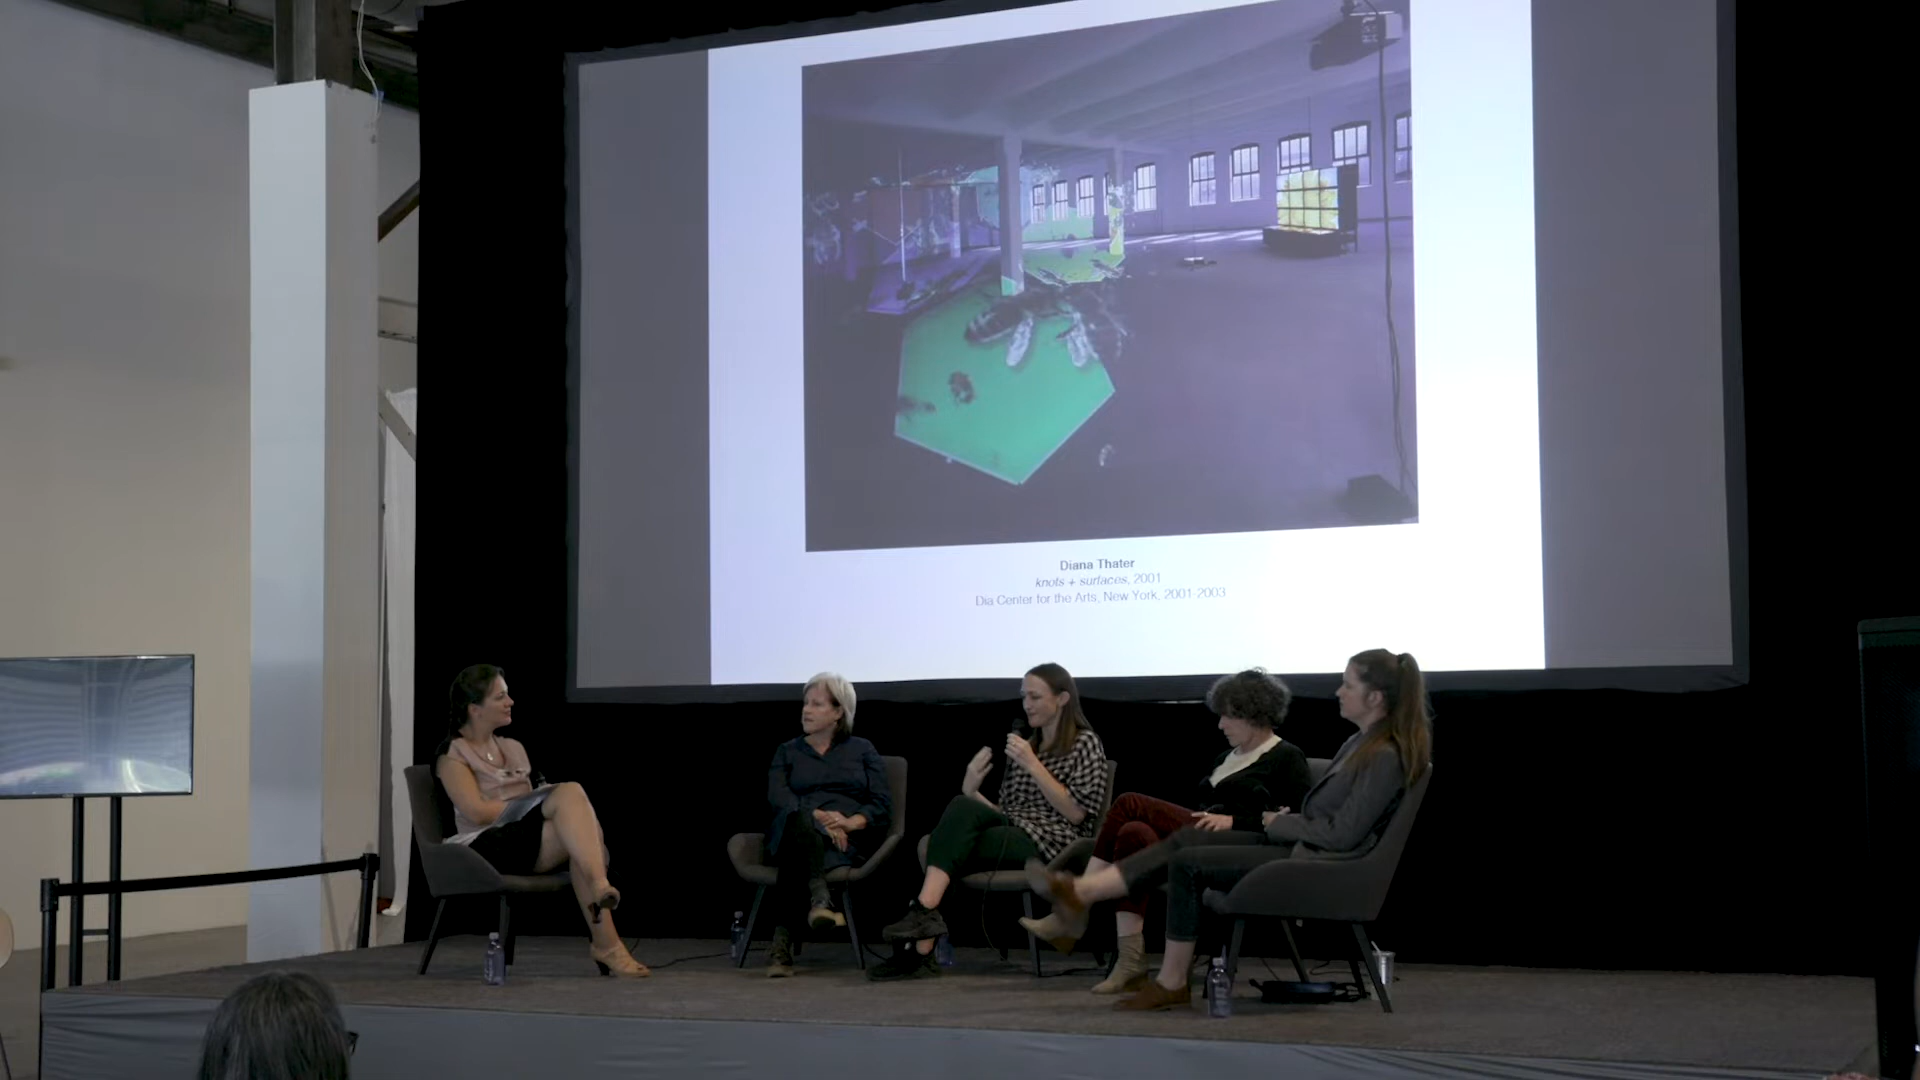 Diana Thater
knots + surfaces, 2001
Dia Center for the Arts, New York, 2001-2003